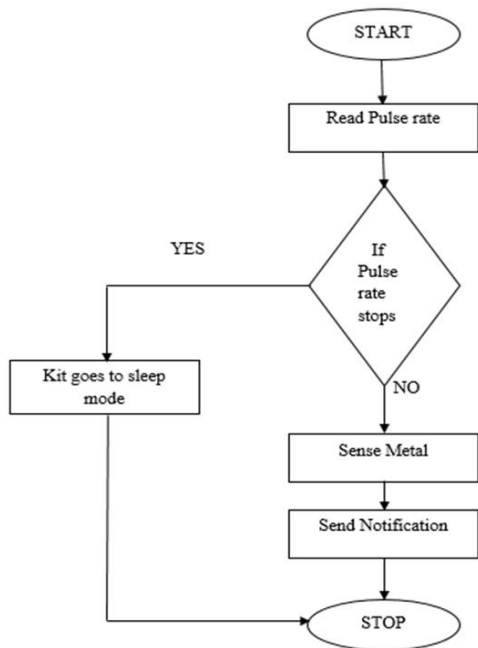 START
Read Pulse rate
If
Pulse
rate
stops
YES
Kit goes to sleep
mode
NO
Sense Metal
Send Notification
STOP